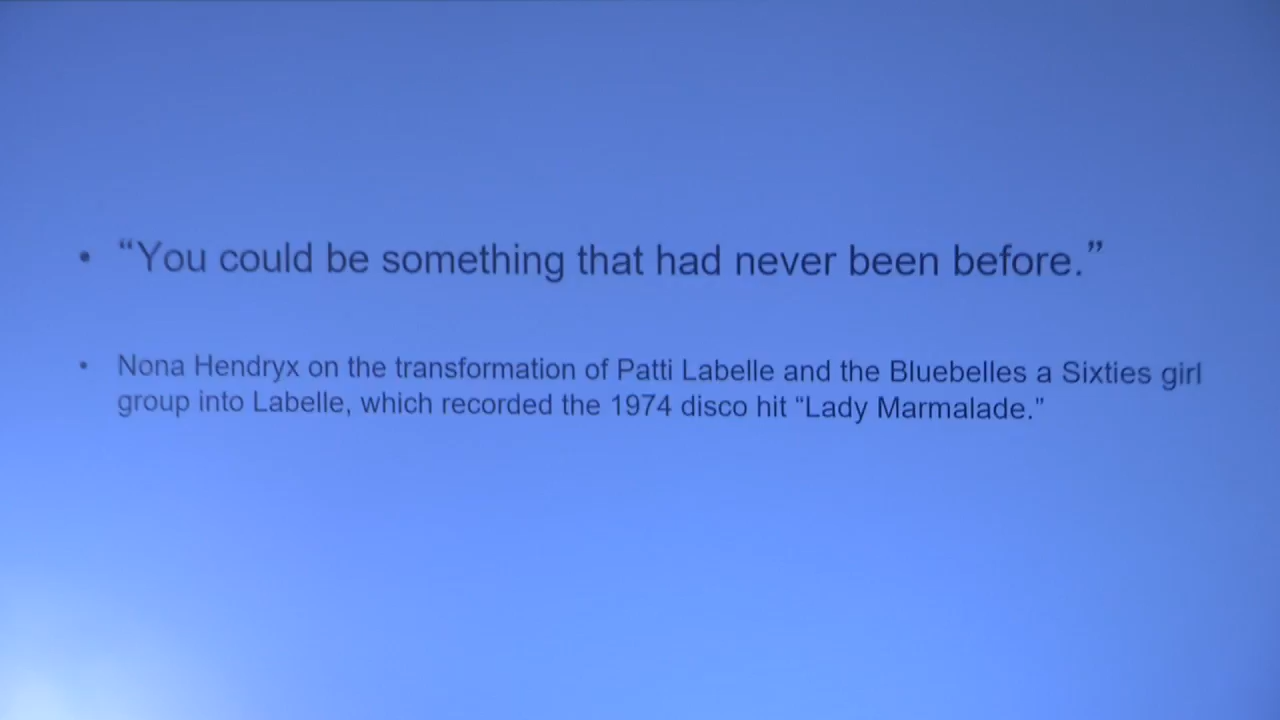 • “You could be something that had never been before.”
• Nona Hendryx on the transformation of Patti Labelle and the Bluebelles a Sixties girl
group into Labelle, which recorded the 1974 disco hit “Lady Marmalade.”